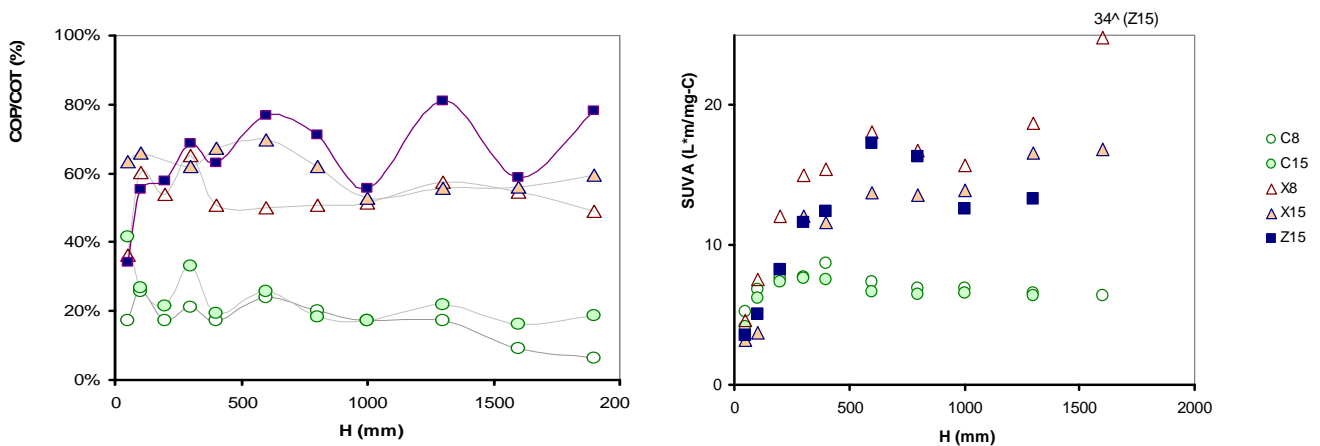 COP/COT (%)
100%
80%
60%
40%
20%
0%
0
500
1000
1500
200
H (mm)
34^ (Z15)
SUVA (L*m/mg-C)
20
10
0
0
500
1000
1500
2000
H (mm)
C8
C15
X8
X15
Z15